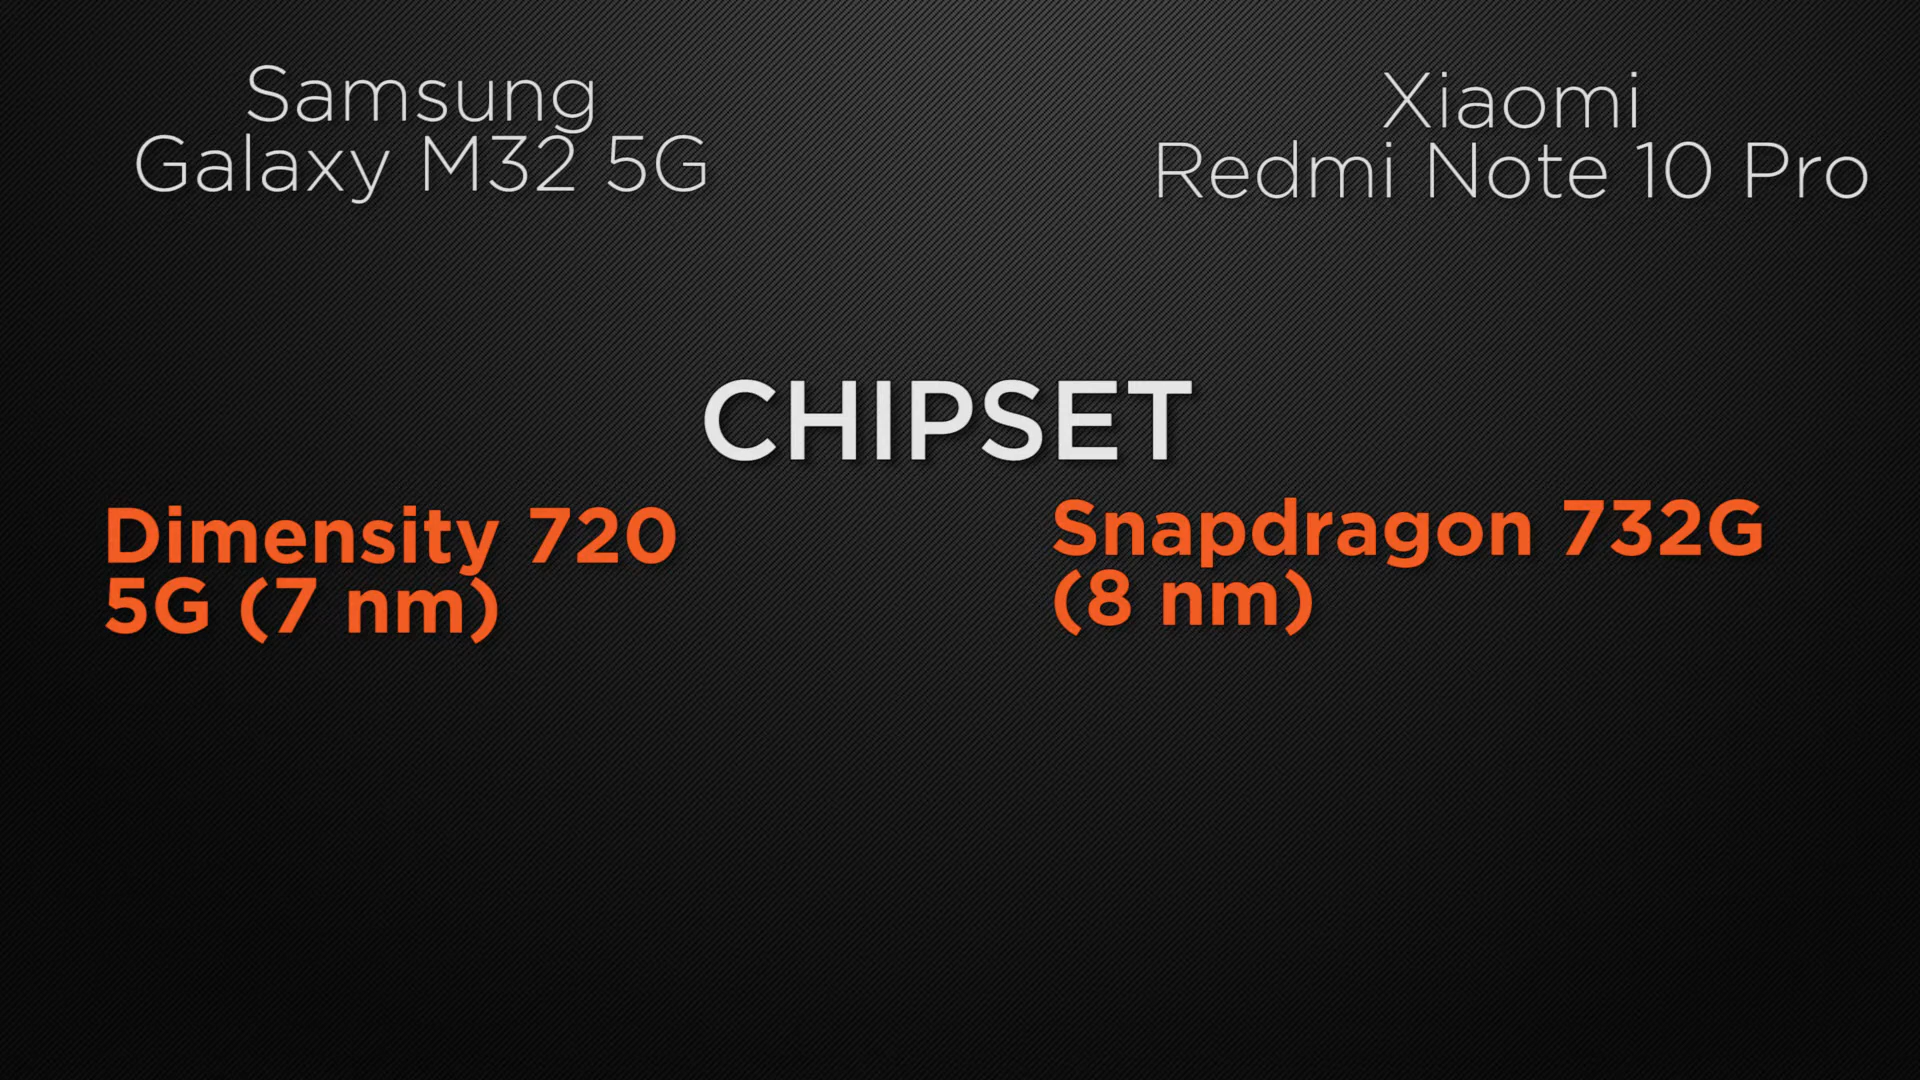 Samsung
Galaxy M32 5G
Xiaomi
Redmi Note 10 Pro
CHIPSET
Dimensity 720
5G (7 nm)
Snapdragon 732G
(8 nm)